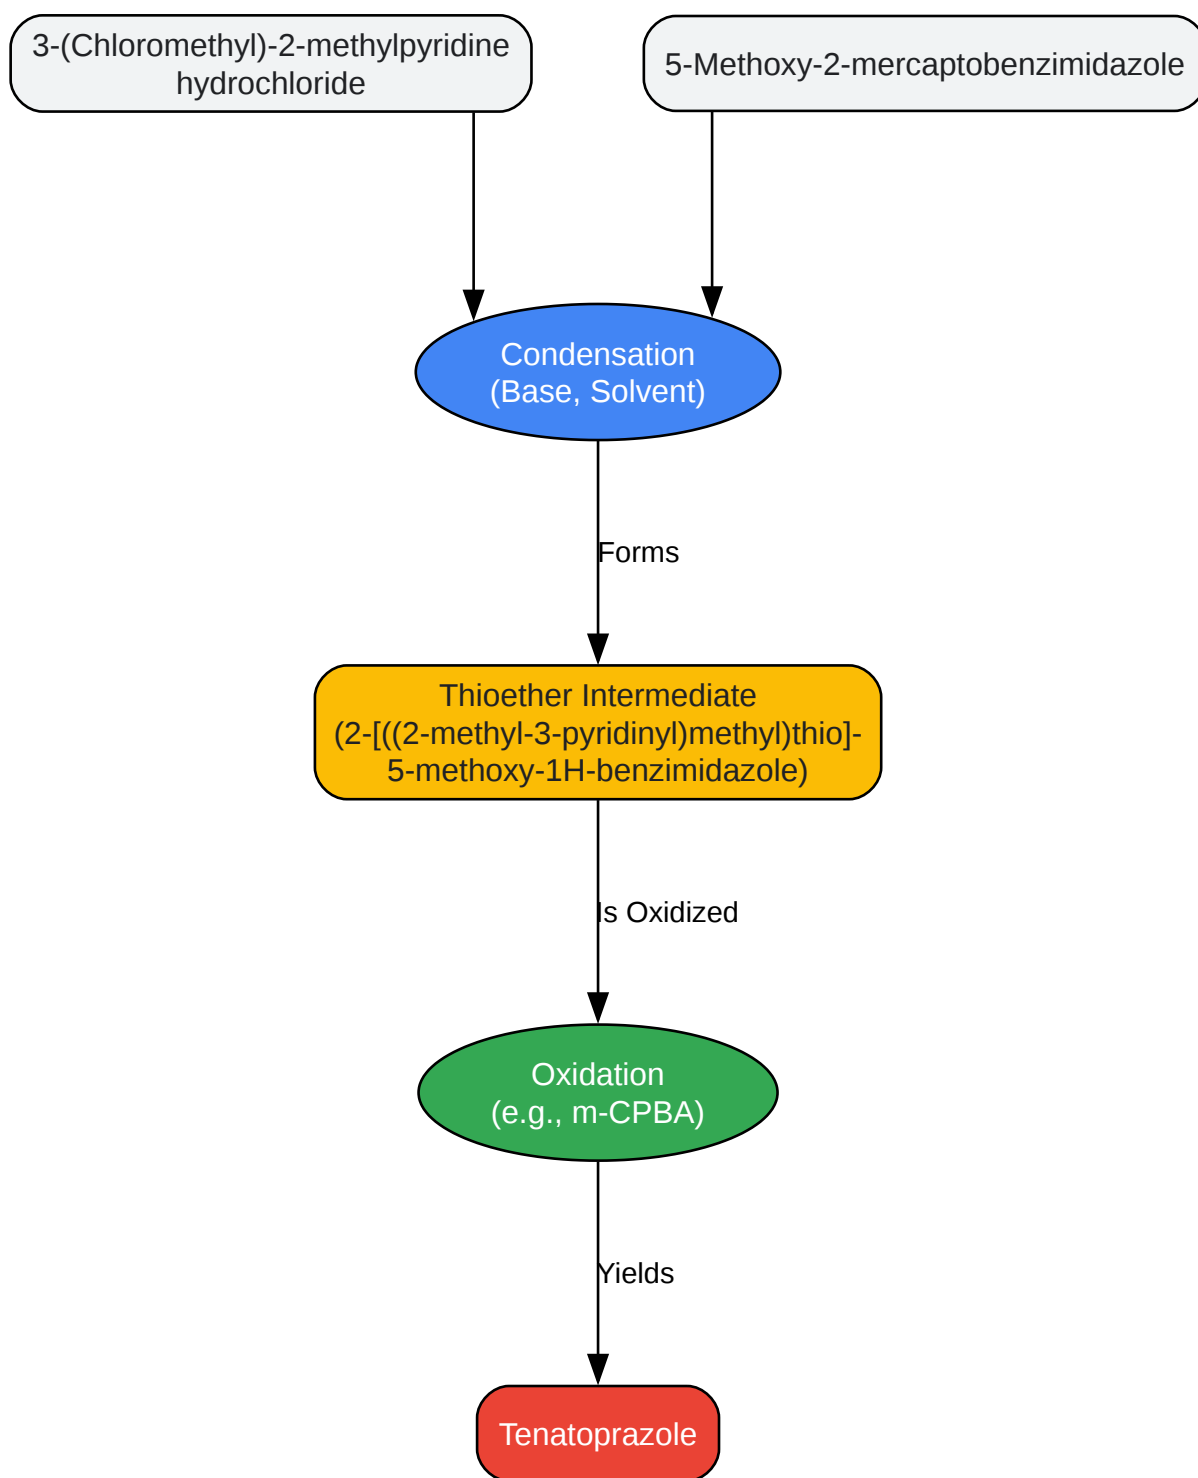 3-(Chloromethyl)-2-methylpyridine
hydrochloride
5-Methoxy-2-mercaptobenzimidazole
Condensation
(Base, Solvent)
Forms
Thioether Intermediate
(2-[((2-methyl-3-pyridinyl)methyl)thio]-
5-methoxy-1H-benzimidazole)
Is Oxidized
Oxidation
(e.g., m-CPBA)
Yields
Tenatoprazole